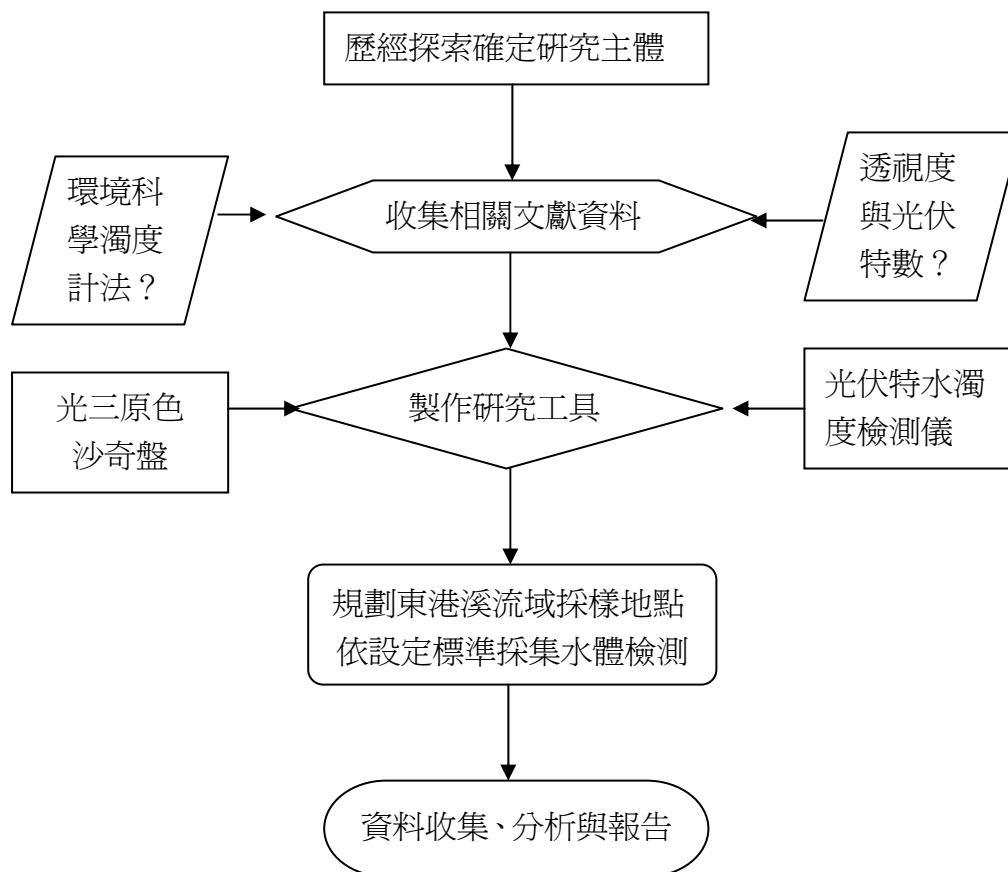 歷經探索確定研究主體
環境科
學濁度
計法？
收集相關文獻資料
透視度
與光伏
特數？
光三原色
沙奇盤
製作研究工具
光伏特水濁
度檢測儀
規劃東港溪流域採樣地點
依設定標準採集水體檢測
資料收集、分析與報告